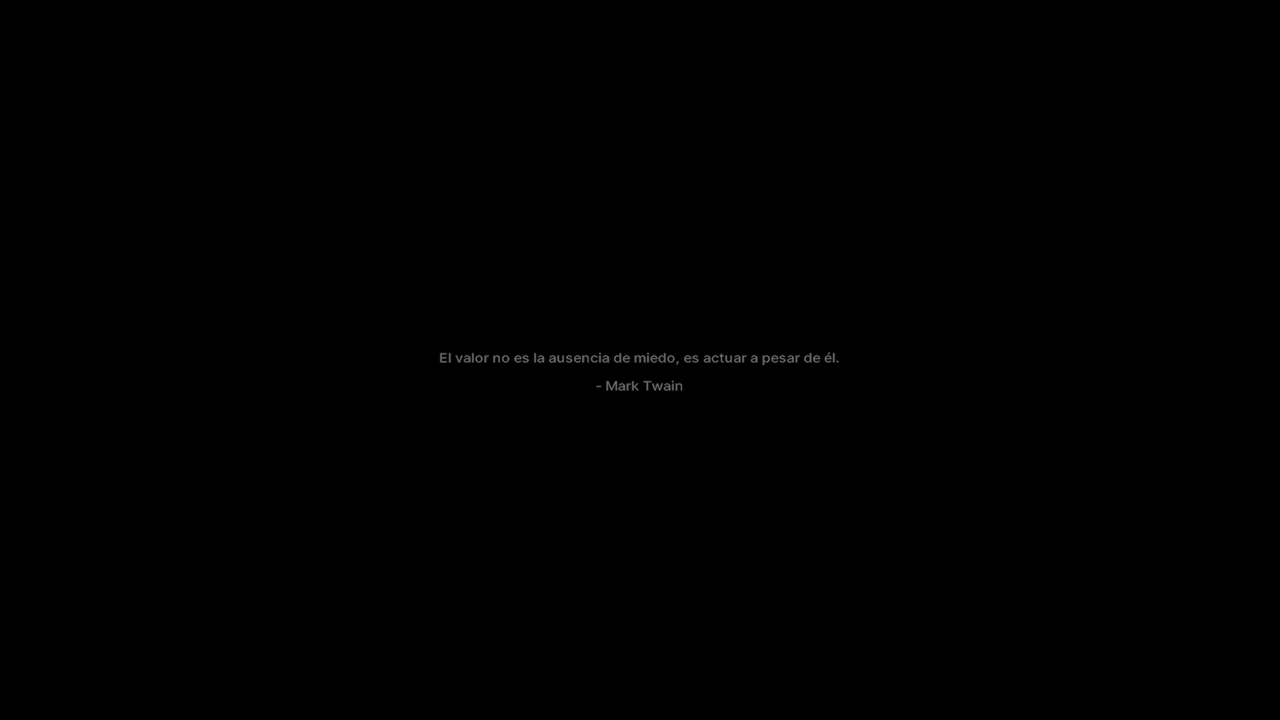 El valor no es la ausencia de miedo, es actuar a pesar de él.
- Mark Twain